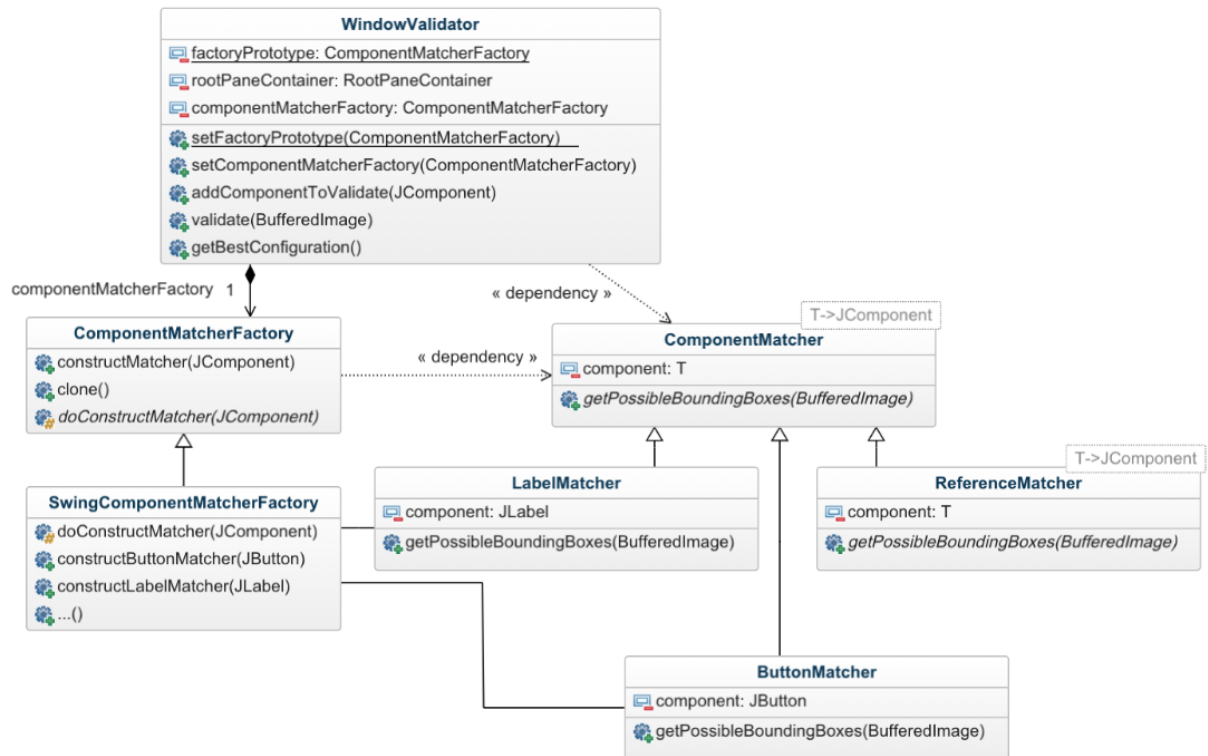 WindowValidator
factoryPrototype: ComponentMatcherFactory
rootPaneContainer: RootPaneContainer
componentMatcherFactory: ComponentMatcherFactory
setFactoryPrototype(ComponentMatcherFactory)
setComponentMatcherFactory(ComponentMatcherFactory)
addComponentToValidate(JComponent)
validate(BufferedImage)
getBestConfiguration()
componentMatcherFactory 1
« dependency »
ComponentMatcherFactory
constructMatcher(JComponent)
clone()
doConstructMatcher(JComponent)
« dependency »
T->JComponent
ComponentMatcher
component: T
getPossibleBoundingBoxes(BufferedImage)
SwingComponentMatcherFactory
doConstructMatcher(JComponent)
constructButtonMatcher(JButton)
constructLabelMatcher(JLabel)
...()
LabelMatcher
component: JLabel
getPossibleBoundingBoxes(BufferedImage)
T->JComponent
ReferenceMatcher
component: T
getPossibleBoundingBoxes(BufferedImage)
ButtonMatcher
component: JButton
getPossibleBoundingBoxes(BufferedImage)